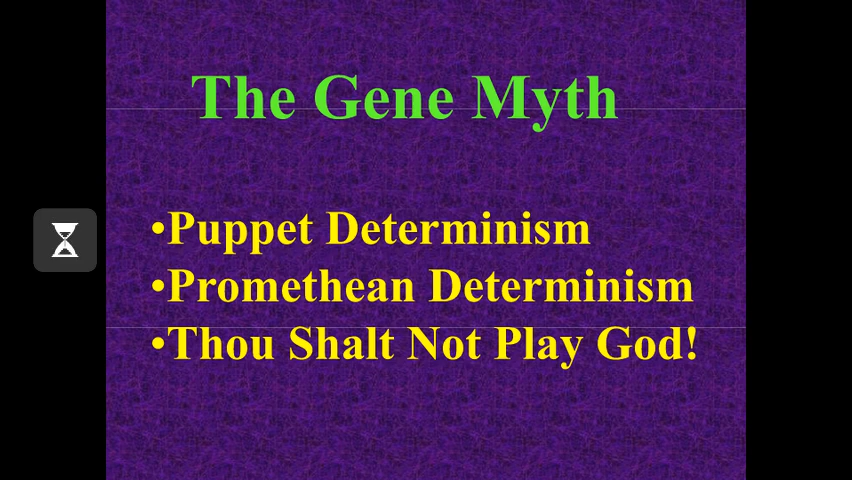 The Gene Myth
•Puppet Determinism
•Promethean Determinism
•Thou Shalt Not Play God!